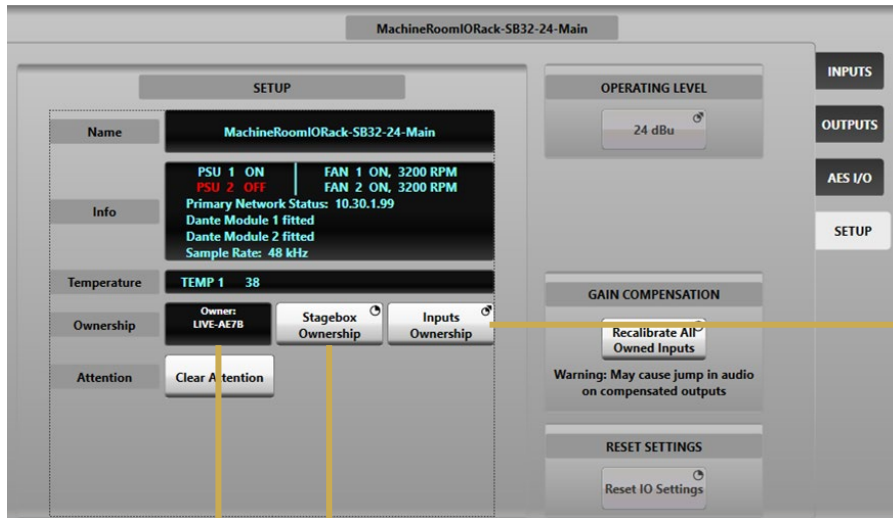 MachineRoomIORack-SB32-24-Main
SETUP
Name
MachineRoomIORack-SB32-24-Main
Info
PSU 1 ON
FAN 1 ON, 3200 RPM
PSU 2 OFF
FAN 2 ON, 3200 RPM
Primary Network Status: 10.30.1.99
Dante Module 1 fitted
Dante Module 2 fitted
Sample Rate: 48 kHz
Temperature
TEMP 1 38
Ownership
Owner:
LIVE-AE7B
Stagebox
Ownership
Inputs
Ownership
Attention
Clear Attention
OPERATING LEVEL
24 dBu
GAIN COMPENSATION
Recalibrate All
Owned Inputs
Warning: May cause jump in audio
on compensated outputs
RESET SETTINGS
Reset IO Settings
INPUTS
OUTPUTS
AES I/O
SETUP